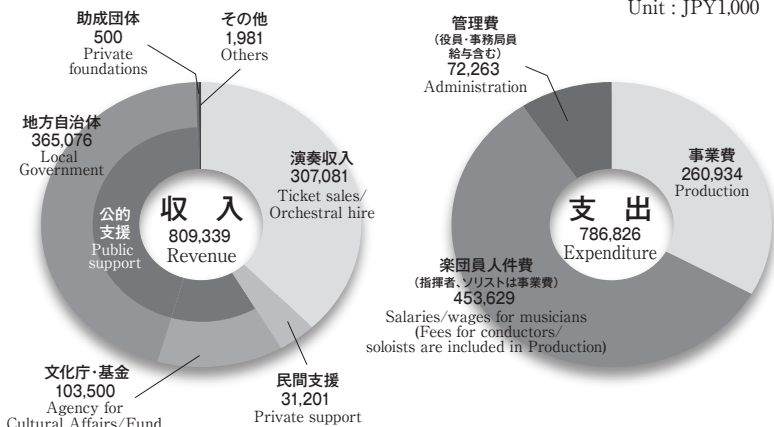 Unit : JPY1,000
助成団体
500
Private
foundations
その他
1,981
Others
地方自治体
365,076
Local
Government
演奏収入
307,081
Ticket sales/
Orchestral hire
公的
支援
Public
support
収 入
809,339
Revenue
文化庁・基金
103,500
Agency for
Cultural Affairs/Fund
民間支援
31,201
Private support
管理費
(役員・事務局員
給与含む)
72,263
Administration
事業費
260,934
Production
支 出
786,826
Expenditure
楽団員人件費
(指揮者、ソリストは事業費)
453,629
Salaries/wages for musicians
(Fees for conductors/
soloists are included in Production)